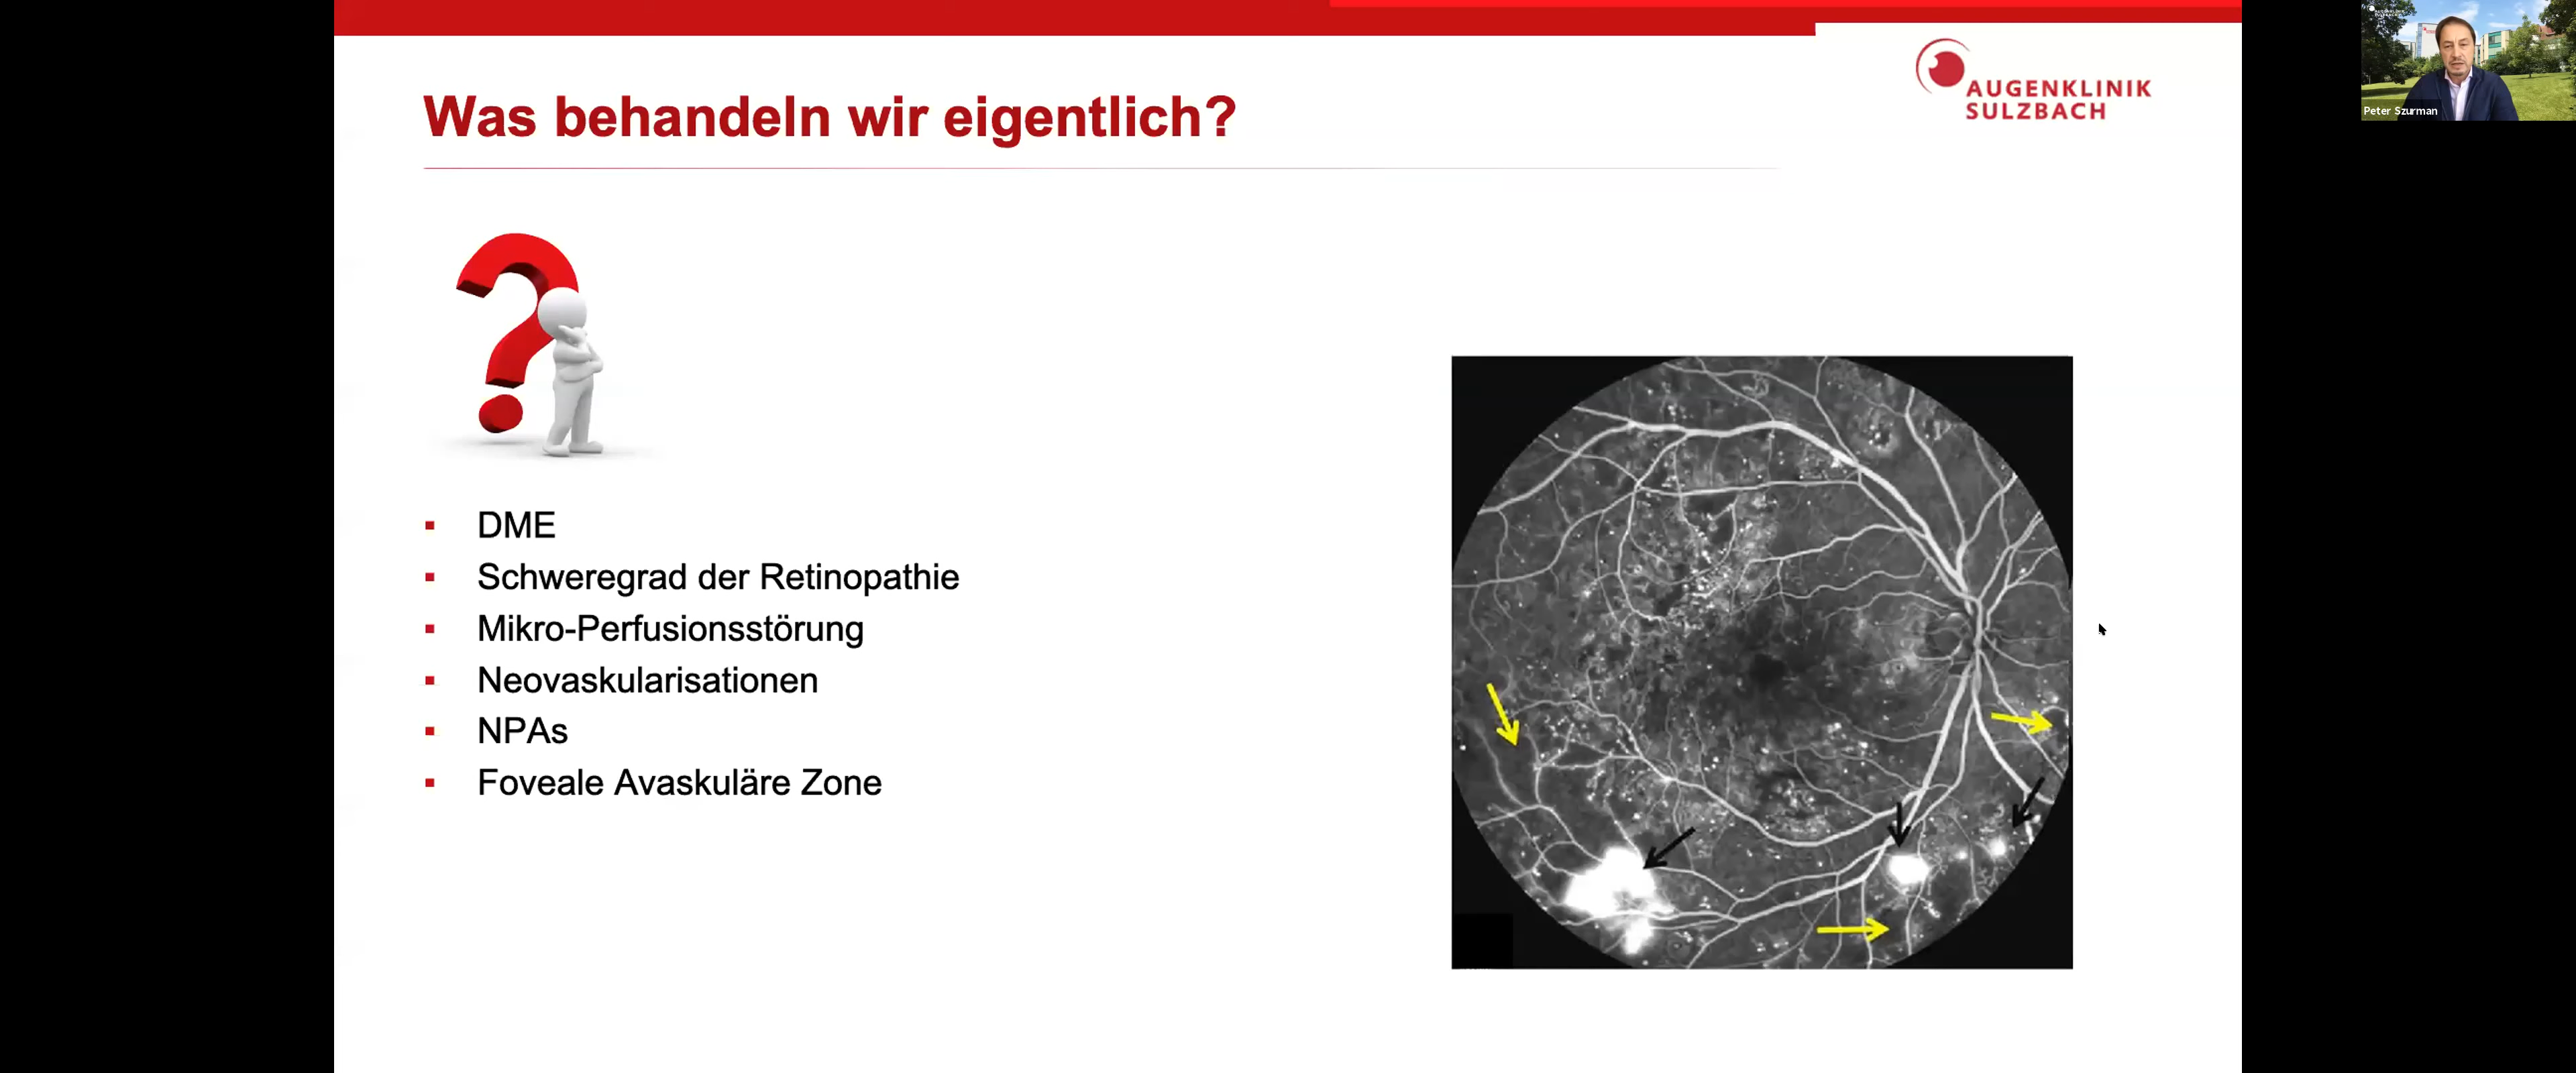 Was behandeln wir eigentlich?
AUGENKLINIK
SULZBACH
Peter Szurman
DME
Schweregrad der Retinopathie
Mikro-Perfusionsstörung
Neovaskularisationen
NPAs
Foveale Avaskuläre Zone